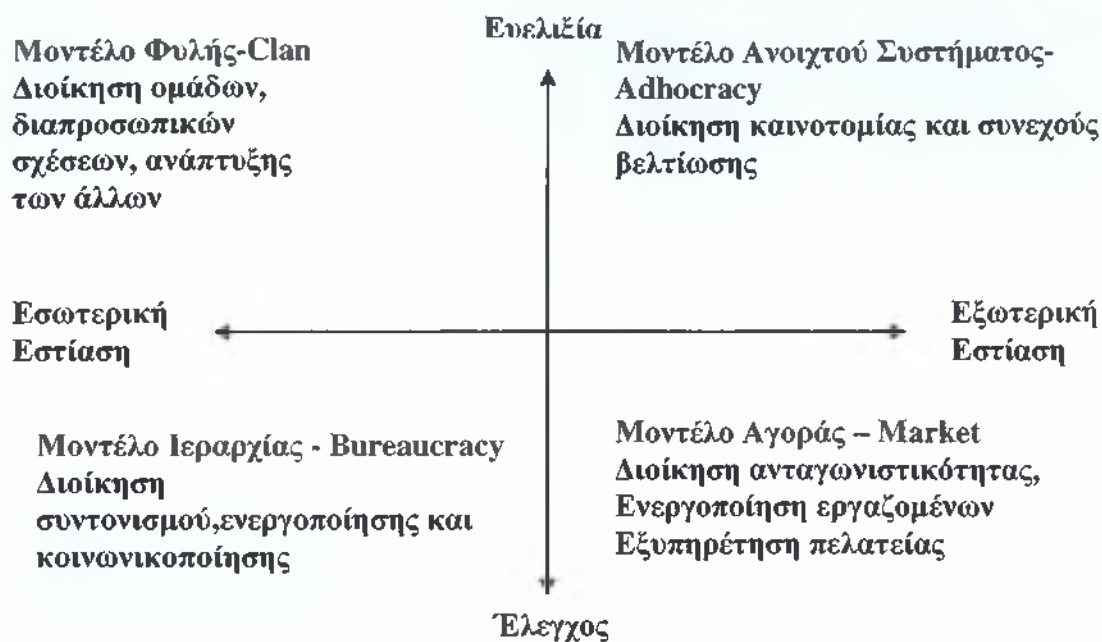 Ευελιξία
Μοντέλο Φυλής-Clan
Διοίκηση ομάδων,
διαπροσωπικών
σχέσεων, ανάπτυξης
των άλλων
Μοντέλο Ανοιχτού Συστήματος-
Adhocracy
Διοίκηση καινοτομίας και συνεχούς
βελτίωσης
Εσωτερική
Εστίαση
Εξωτερική
Εστίαση
Μοντέλο Ιεραρχίας - Bureaucracy
Διοίκηση
συντονισμού,ενεργοποίησης και
κοινωνικοποίησης
Μοντέλο Αγοράς – Market
Διοίκηση ανταγωνιστικότητας,
Ενεργοποίηση εργαζομένων
Εξυπηρέτηση πελατείας
Έλεγχος